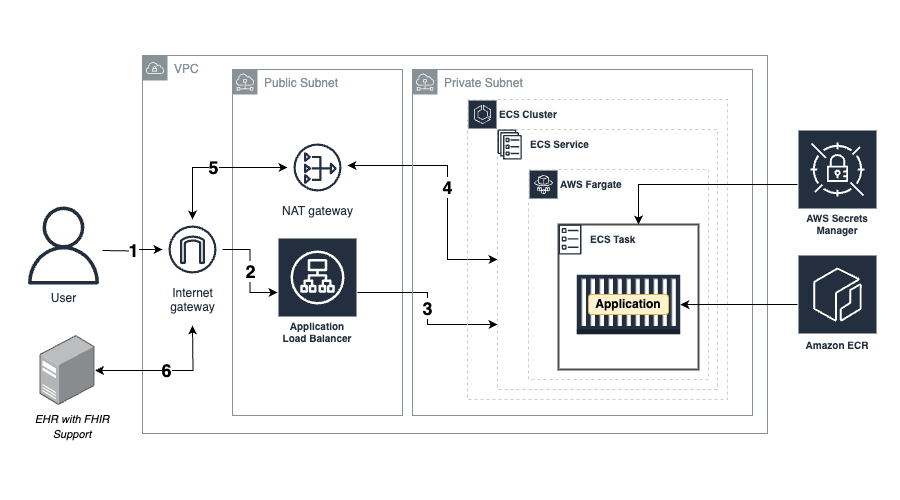 VPC
Public Subnet
Private Subnet
ECS Cluster
ECS Service
AWS Fargate
ECS Task
Application
AWS Secrets
Manager
Amazon ECR
5
NAT gateway
4
1
User
Internet
gateway
2
Application
Load Balancer
3
6
EHR with FHIR
Support